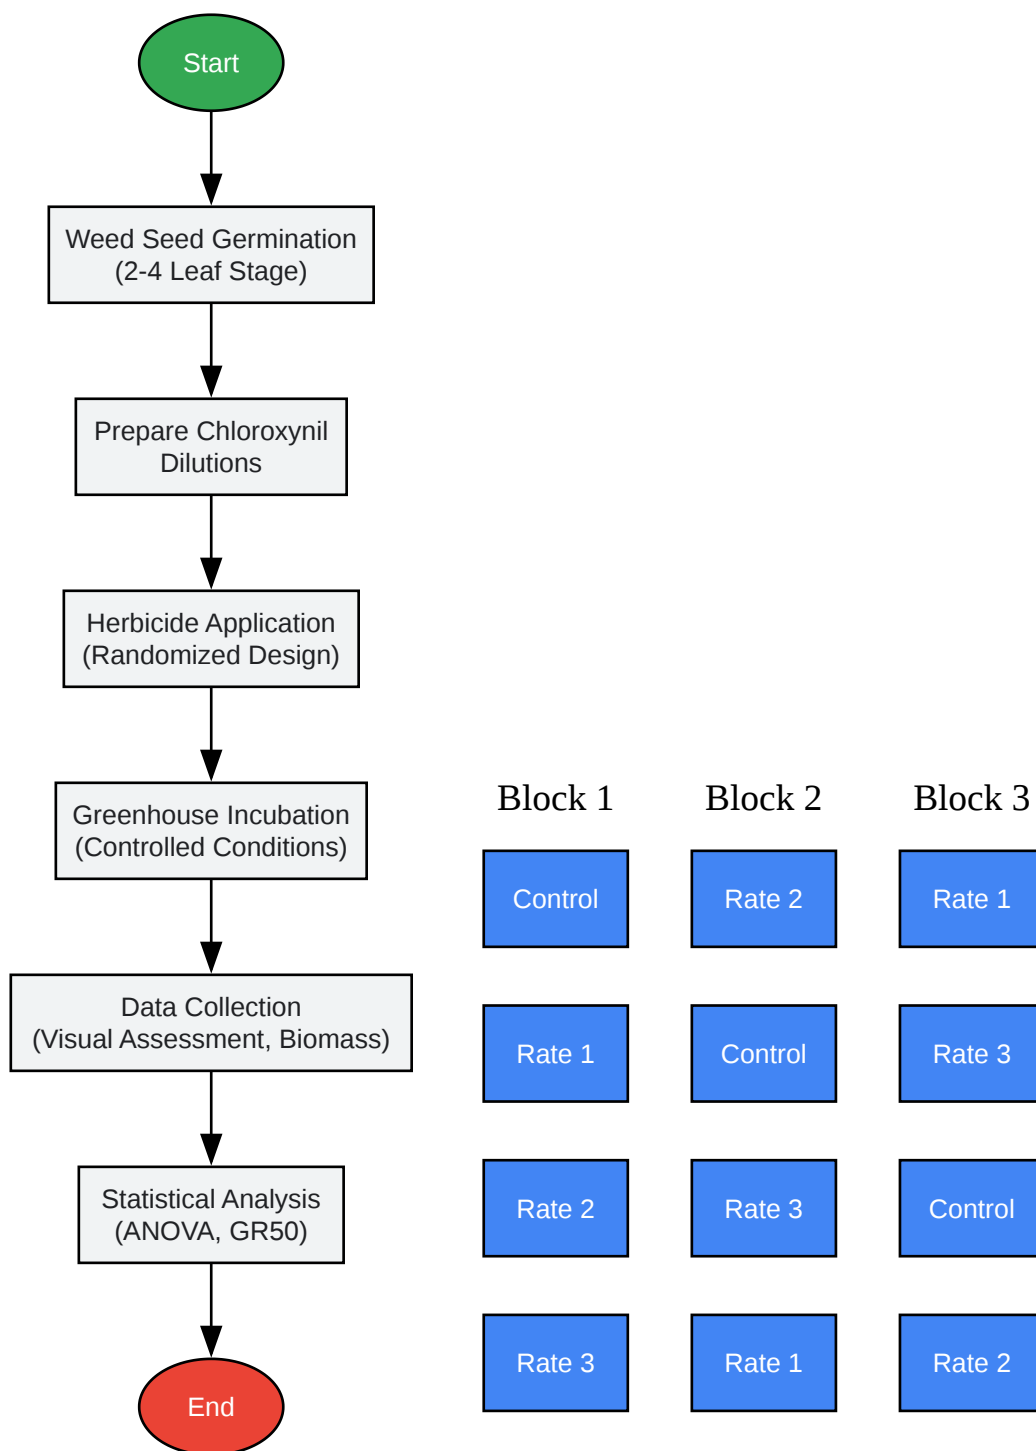 Start
Weed Seed Germination
(2-4 Leaf Stage)
Prepare Chloroxynil
Dilutions
Herbicide Application
(Randomized Design)
Greenhouse Incubation
(Controlled Conditions)
Data Collection
(Visual Assessment, Biomass)
Statistical Analysis
(ANOVA, GR50)
End
Block 1
Control
Rate 1
Rate 2
Rate 3
Block 2
Rate 2
Control
Rate 3
Rate 1
Block 3
Rate 1
Rate 3
Control
Rate 2